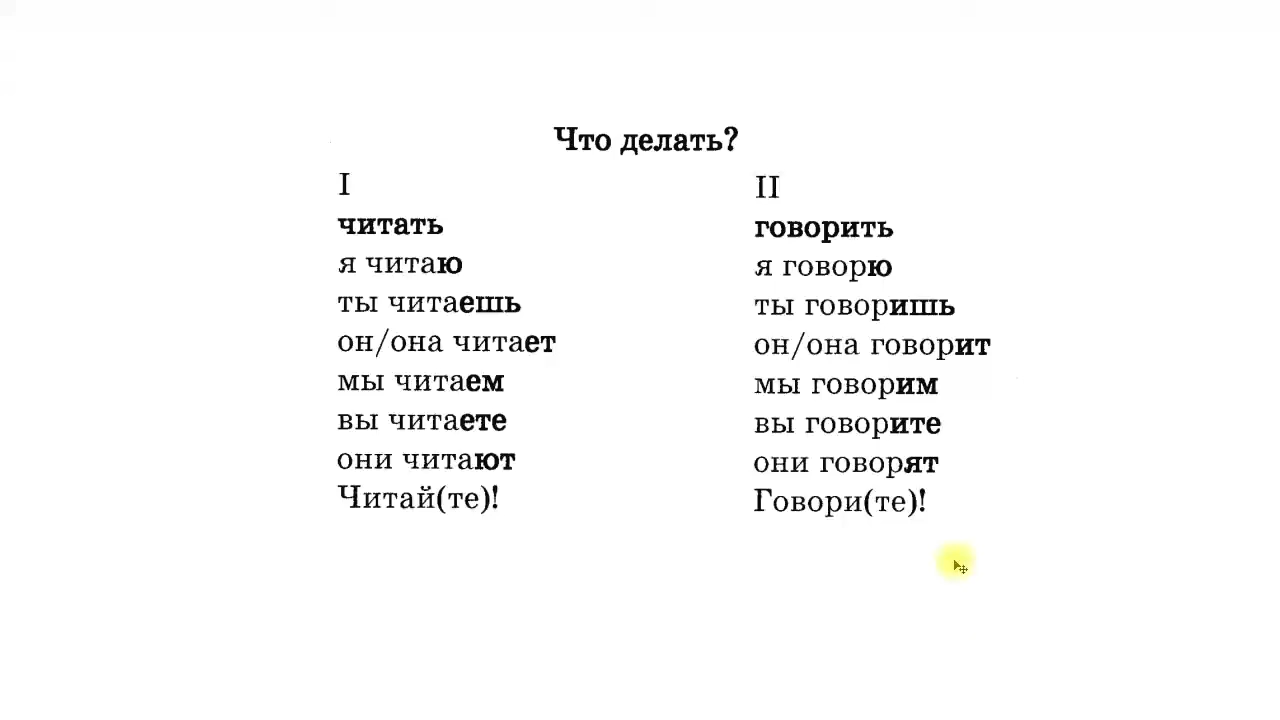 Что делать?
I
читать
я читаю
ты читаешь
он/она читает
мы читаем
вы читаете
они читают
Читай(те)!
II
говорить
я говорю
ты говоришь
он/она говорит
мы говорим
вы говорите
они говорят
Говори(те)!